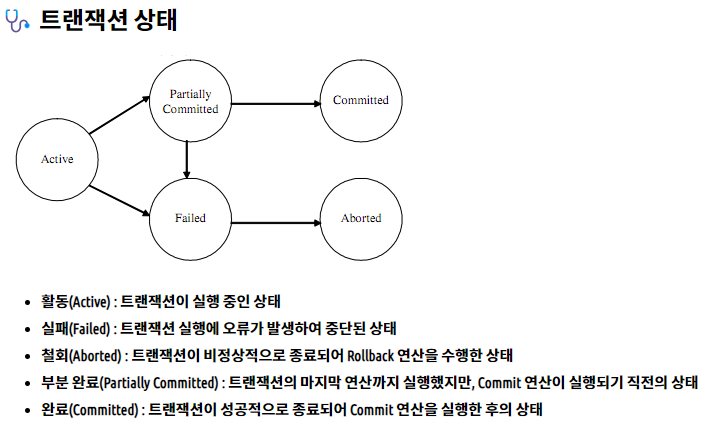 트랜잭션 상태
Partially
Committed
Committed
Active
Failed
Aborted
활동(Active) : 트랜잭션이 실행 중인 상태
실패(Failed) : 트랜잭션 실행에 오류가 발생하여 중단된 상태
철회(Aborted) : 트랜잭션이 비정상적으로 종료되어 Rollback 연산을 수행한 상태
부분 완료(Partially Committed) : 트랜잭션의 마지막 연산까지 실행했지만, Commit 연산이 실행되기 직전의 상태
완료(Committed) : 트랜잭션이 성공적으로 종료되어 Commit 연산을 실행한 후의 상태